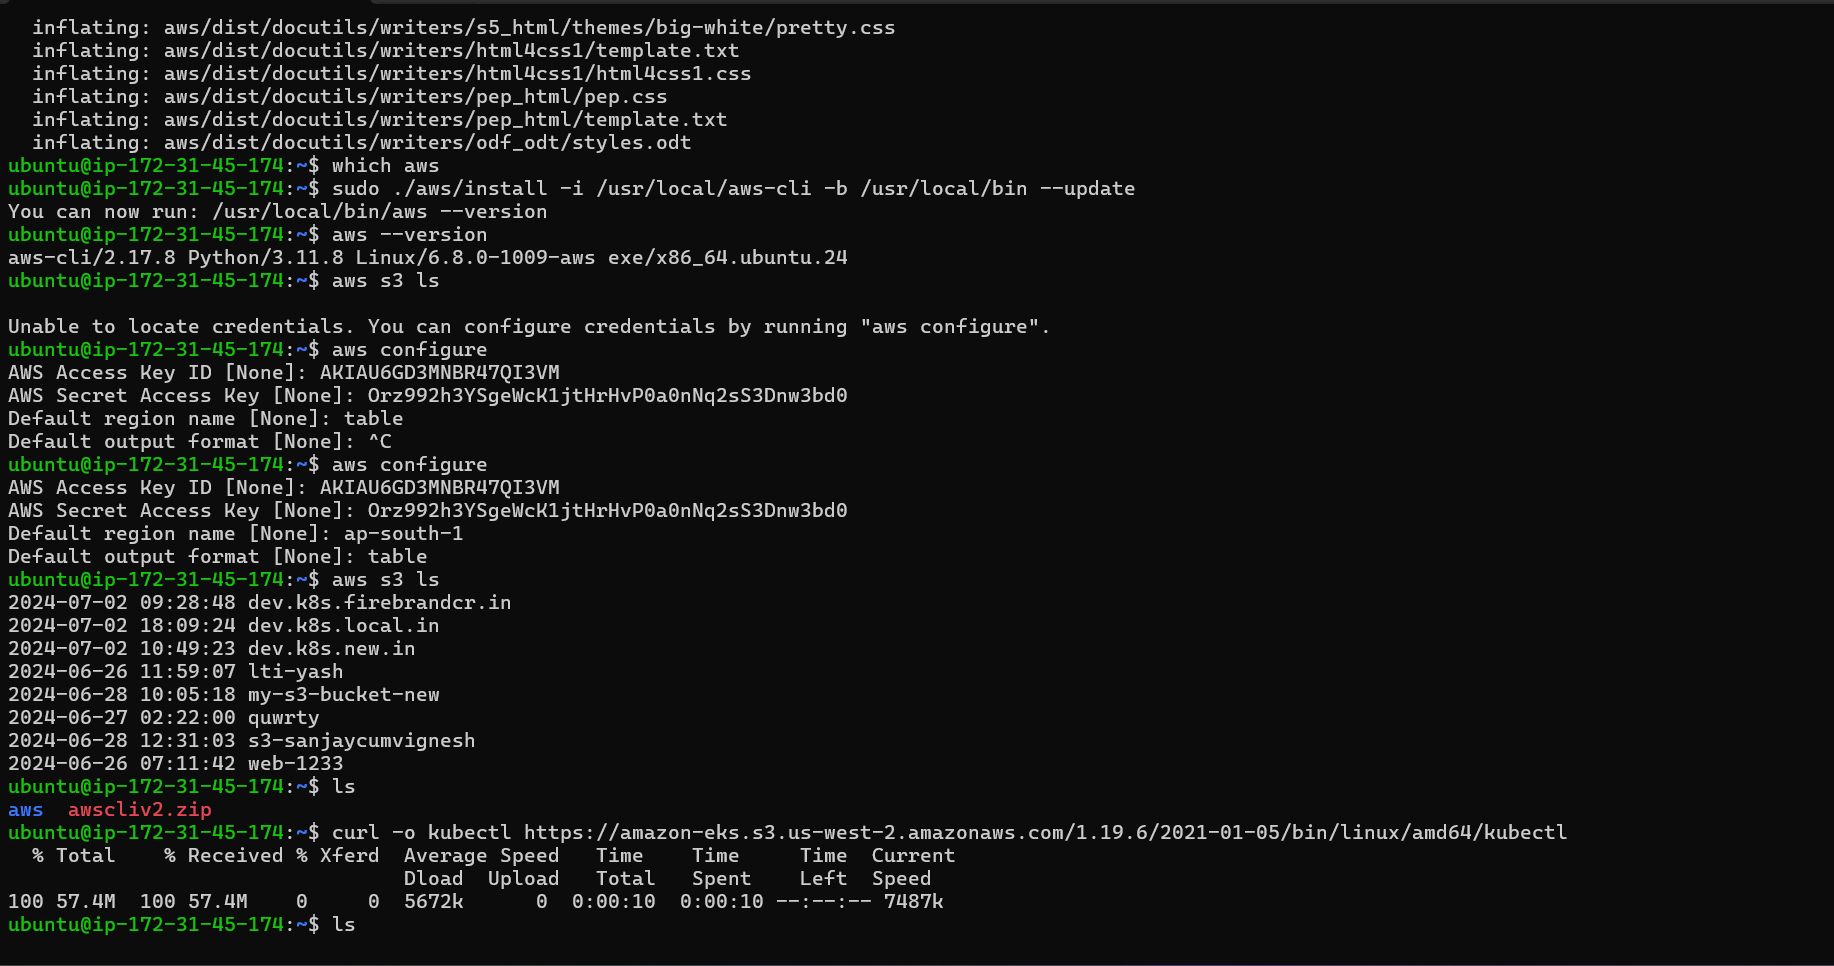 inflating: aws/dist/docutils/writers/s5_html/themes/big-white/pretty.css
inflating: aws/dist/docutils/writers/html4css1/template.txt
inflating: aws/dist/docutils/writers/html4css1/html4css1.css
inflating: aws/dist/docutils/writers/pep_html/pep.css
inflating: aws/dist/docutils/writers/pep_html/template.txt
inflating: aws/dist/docutils/writers/odf_odt/styles.odt
ubuntu@ip-172-31-45-174:~$ which aws
ubuntu@ip-172-31-45-174:~$ sudo ./aws/install -i /usr/local/aws-cli -b /usr/local/bin --update
You can now run: /usr/local/bin/aws --version
ubuntu@ip-172-31-45-174:~$ aws --version
aws-cli/2.17.8 Python/3.11.8 Linux/6.8.0-1009-aws exe/x86_64.ubuntu.24
ubuntu@ip-172-31-45-174:~$ aws s3 ls
Unable to locate credentials. You can configure credentials by running "aws configure".
ubuntu@ip-172-31-45-174:~$ aws configure
AWS Access Key ID [None]: AKIAU6GD3MNBR47QI3VM
AWS Secret Access Key [None]: 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
Default region name [None]: table
Default output format [None]: ^C
ubuntu@ip-172-31-45-174:~$ aws configure
AWS Access Key ID [None]: AKIAU6GD3MNBR47QI3VM
AWS Secret Access Key [None]: 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
Default region name [None]: ap-south-1
Default output format [None]: table
ubuntu@ip-172-31-45-174:~$ aws s3 ls
2024-07-02 09:28:48 dev.k8s.firebrandcr.in
2024-07-02 18:09:24 dev.k8s.local.in
2024-07-02 10:49:23 dev.k8s.new.in
2024-06-26 11:59:07 lti-yash
2024-06-28 10:05:18 my-s3-bucket-new
2024-06-27 02:22:00 quwrty
2024-06-28 12:31:03 s3-sanjaycumvignesh
2024-06-26 07:11:42 web-1233
ubuntu@ip-172-31-45-174:~$ ls
aws  awscliv2.zip
ubuntu@ip-172-31-45-174:~$ curl -o kubectl https://amazon-eks.s3.us-west-2.amazonaws.com/1.19.6/2021-01-05/bin/linux/amd64/kubectl
% Total    % Received % Xferd  Average Speed   Time    Time     Time  Current
Dload  Upload   Total   Spent    Left  Speed
100 57.4M  100 57.4M    0     0  5672k      0  0:00:10  0:00:10 --:--:-- 7487k
ubuntu@ip-172-31-45-174:~$ ls